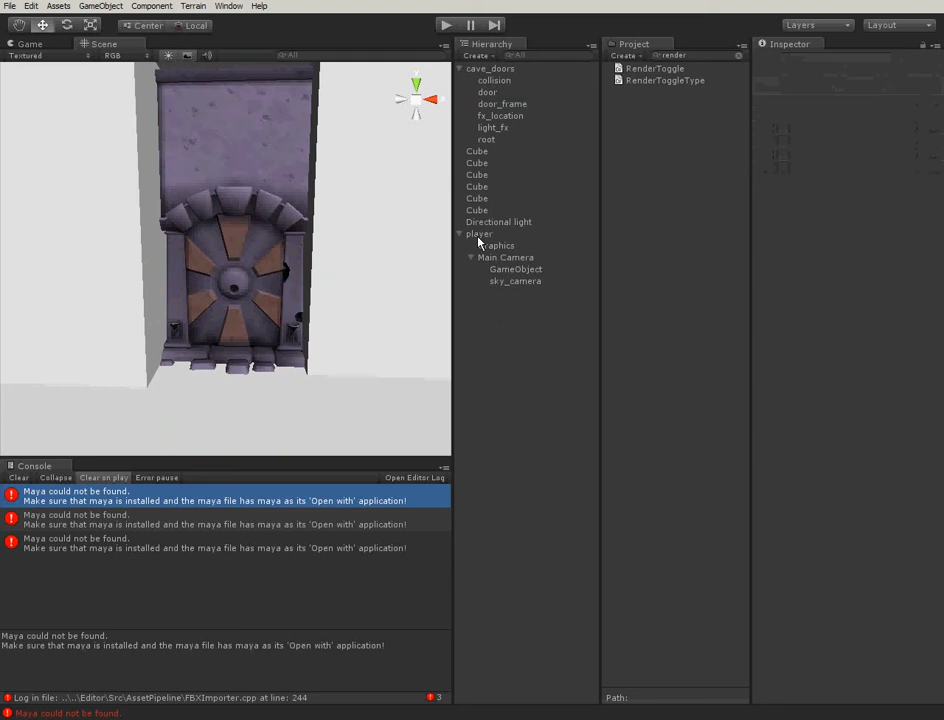 File Edit Assets GameObject Component Terrain Window Help
Center Local Layers Layout
Game Scene Hierarchy Project Inspector
Textured RGB All Create All Create render
cave_doors
collision
door
door_frame
fx_location
light_fx
root
Cube
Cube
Cube
Cube
Cube
Cube
Directional light
player
raphics
Main Camera
GameObject
sky_camera
RenderToggle
RenderToggleType
Console
Clear Collapse Clear on play Error pause Open Editor Log
Maya could not be found.
Make sure that maya is installed and the maya file has maya as its 'Open with' application!
Maya could not be found.
Make sure that maya is installed and the maya file has maya as its 'Open with' application!
Maya could not be found.
Make sure that maya is installed and the maya file has maya as its 'Open with' application!
Maya could not be found.
Make sure that maya is installed and the maya file has maya as its 'Open with' application!
Log in file: ..\..\Editor\Src\AssetPipeline\FBXImporter.cpp at line: 244 3
Path:
Maya could not be found.